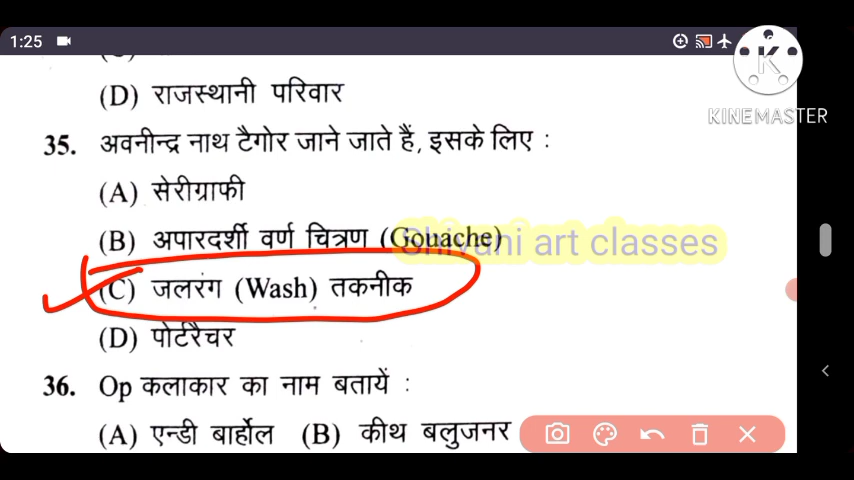 1:25
KINEMASTER
(D) राजस्थानी परिवार
35. अवनीन्द्र नाथ टैगोर जाने जाते हैं, इसके लिए :
(A) सेरीग्राफी
(B) अपारदर्शी वर्ण चित्रण (Gouache)
Shivani art classes
(C) जलरंग (Wash) तकनीक
(D) पोर्टरैचर
36. Op कलाकार का नाम बतायें :
(A) एन्डी बार्होल (B) कीथ बलुजनर